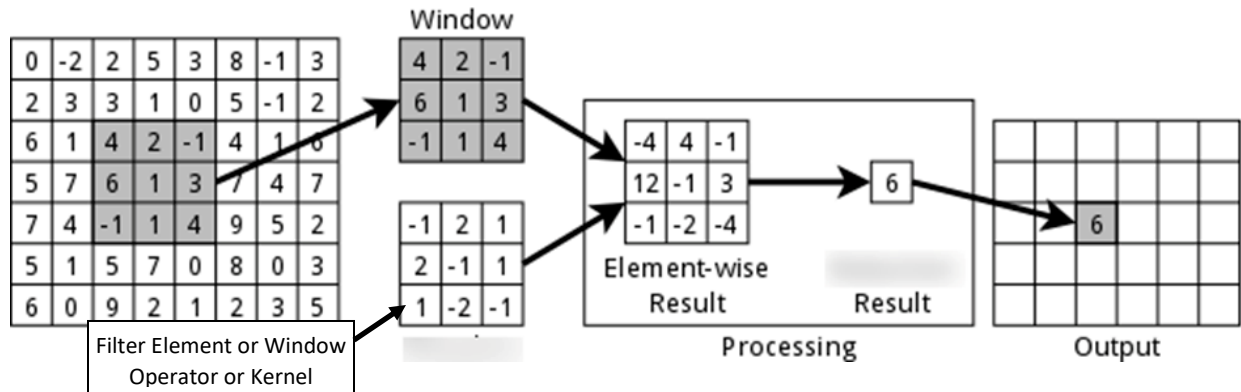 0 -2 2 5 3 8 -1 3
2 3 3 1 0 5 -1 2
6 1 4 2 -1 4 1 6
5 7 6 1 3 7 4 7
7 4 -1 1 4 9 5 2
5 1 5 7 0 8 0 3
6 0 9 2 1 2 3 5
Window
4 2 -1
6 1 3
-1 1 4
-1 2 1
2 -1 1
1 -2 -1
Filter Element or Window
Operator or Kernel
-4 4 -1
12 -1 3
-1 -2 -4
Element-wise
Result
6
Result
Processing
6
Output